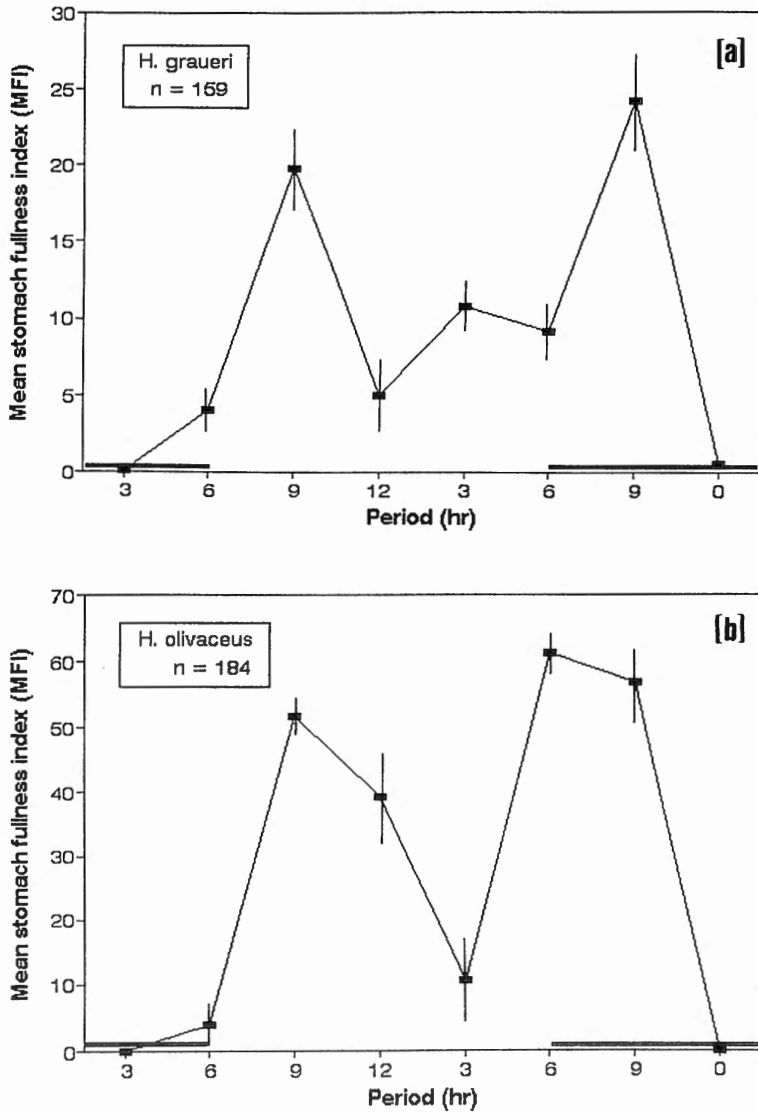 [a]
H. graueri
n = 169
Mean stomach fullness index (MFI)
30
25
20
15
10
5
0
3 6 9 12 3 6 9 0
Period (hr)
[b]
H. olivaceus
n = 184
Mean stomach fullness index (MFI)
70
60
50
40
30
20
10
0
3 6 9 12 3 6 9 0
Period (hr)